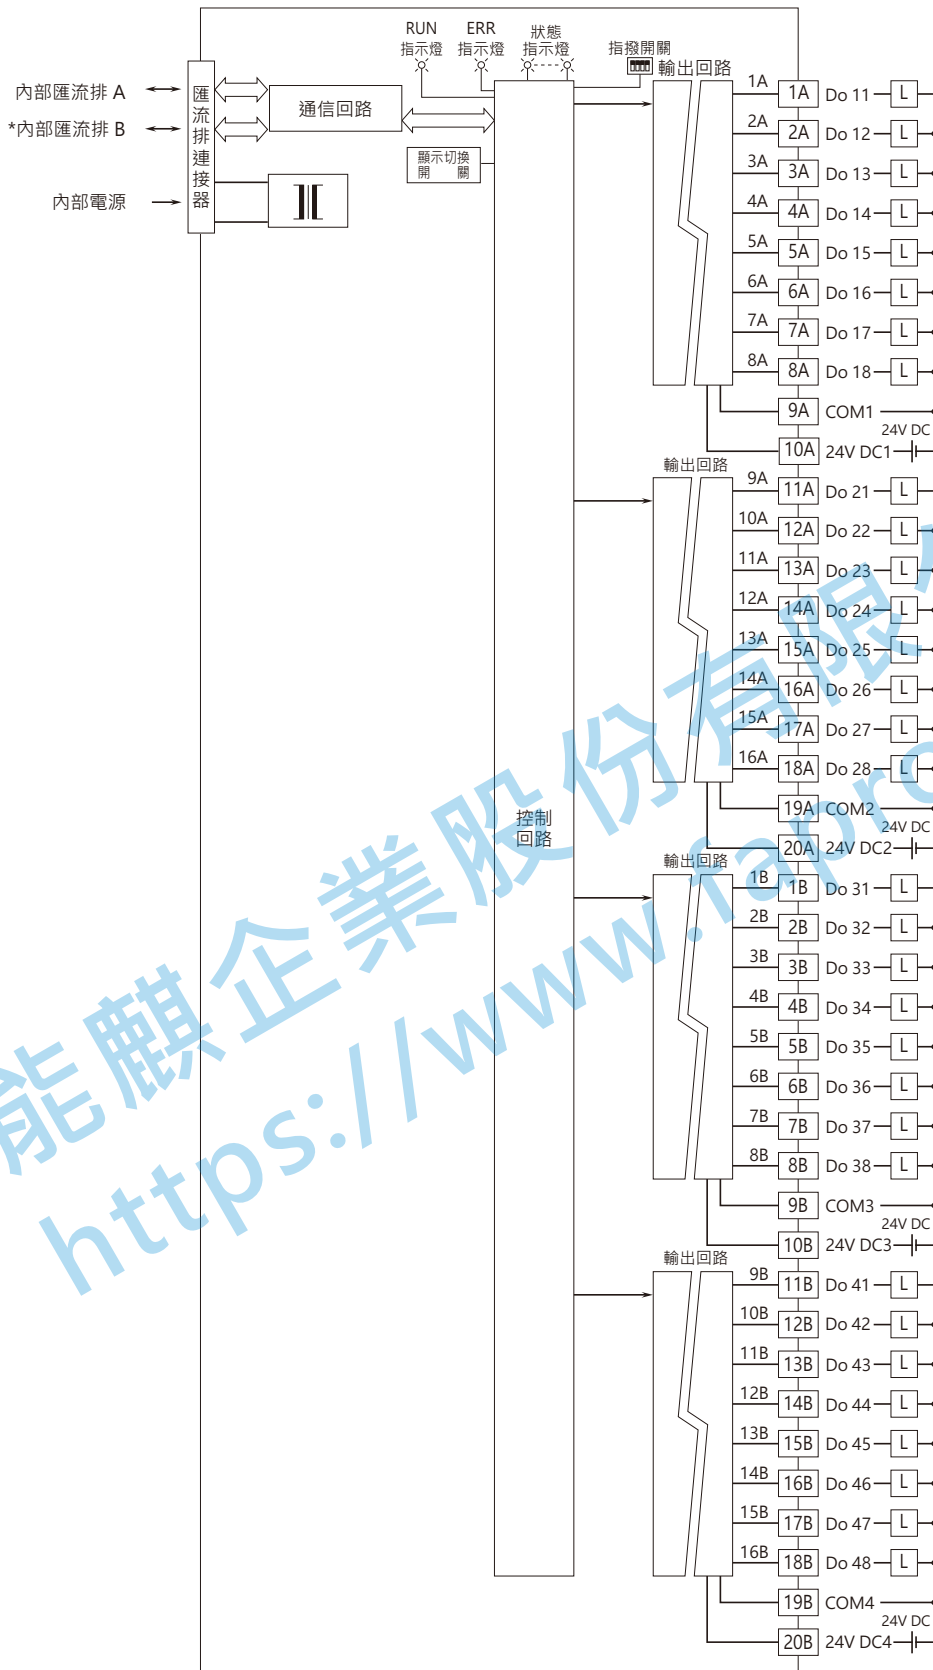 RUN
指示燈
ERR
指示燈
狀態
指示燈
指撥開關
輸出回路
內部匯流排 A
*內部匯流排 B
內部電源
匯流排連接器
通信回路
顯示切換
開 關
控制
回路
1A 1A Do 11 L
2A 2A Do 12 L
3A 3A Do 13 L
4A 4A Do 14 L
5A 5A Do 15 L
6A 6A Do 16 L
7A 7A Do 17 L
8A 8A Do 18 L
9A COM1
24V DC
10A 24V DC1
輸出回路
9A 11A Do 21 L
10A 12A Do 22 L
11A 13A Do 23 L
12A 14A Do 24 L
13A 15A Do 25 L
14A 16A Do 26 L
15A 17A Do 27 L
16A 18A Do 28 L
19A COM2
24V DC
20A 24V DC2
輸出回路
1B 1B Do 31 L
2B 2B Do 32 L
3B 3B Do 33 L
4B 4B Do 34 L
5B 5B Do 35 L
6B 6B Do 36 L
7B 7B Do 37 L
8B 8B Do 38 L
9B COM3
24V DC
10B 24V DC3
輸出回路
9B 11B Do 41 L
10B 12B Do 42 L
11B 13B Do 43 L
12B 14B Do 44 L
13B 15B Do 45 L
14B 16B Do 46 L
15B 17B Do 47 L
16B 18B Do 48 L
19B COM4
24V DC
20B 24V DC4
能麒企業股份有限
https://www.fapro